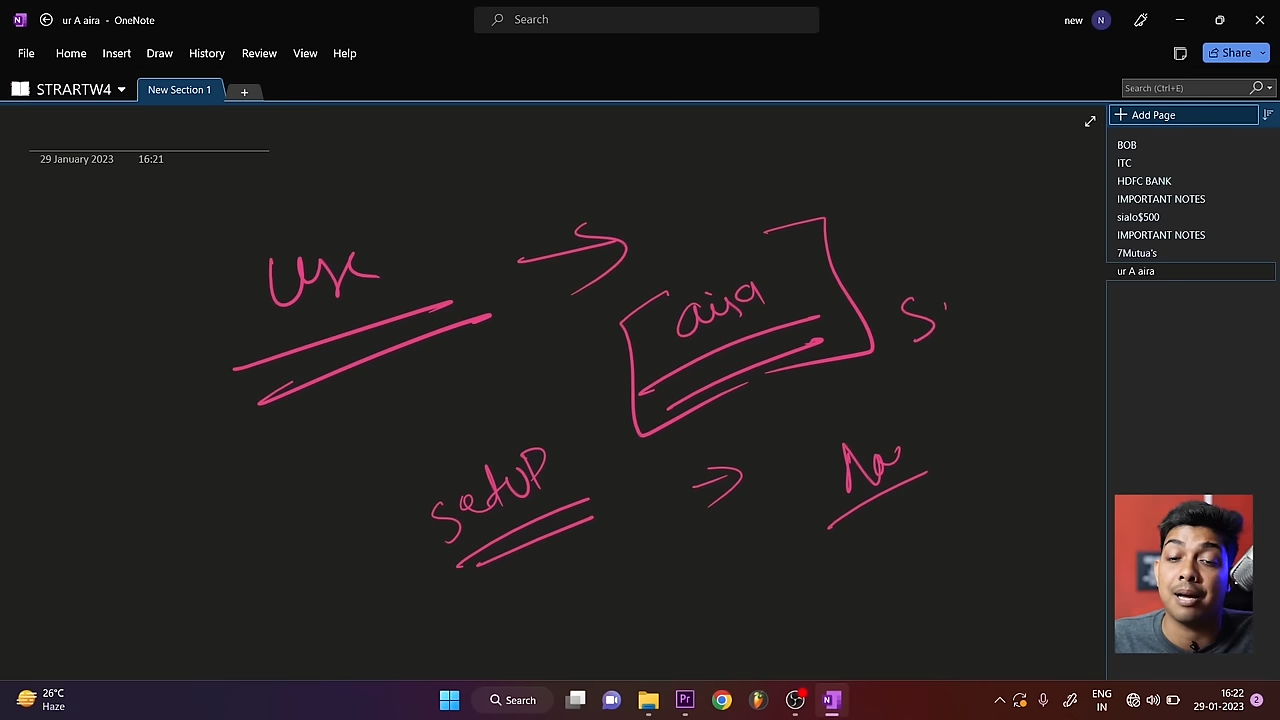 ur A aira - OneNote
Search
new
N
File Home Insert Draw History Review View Help
Share
STRARTW4
New Section 1
+
Search (Ctrl+E)
Add Page
29 January 2023 16:21
BOB
ITC
HDFC BANK
IMPORTANT NOTES
sialo$500
IMPORTANT NOTES
7Mutua's
ur A aira
aira
S
SetUP
26°C
Haze
Search
Pr
N
ENG
IN
16:22
29-01-2023
2